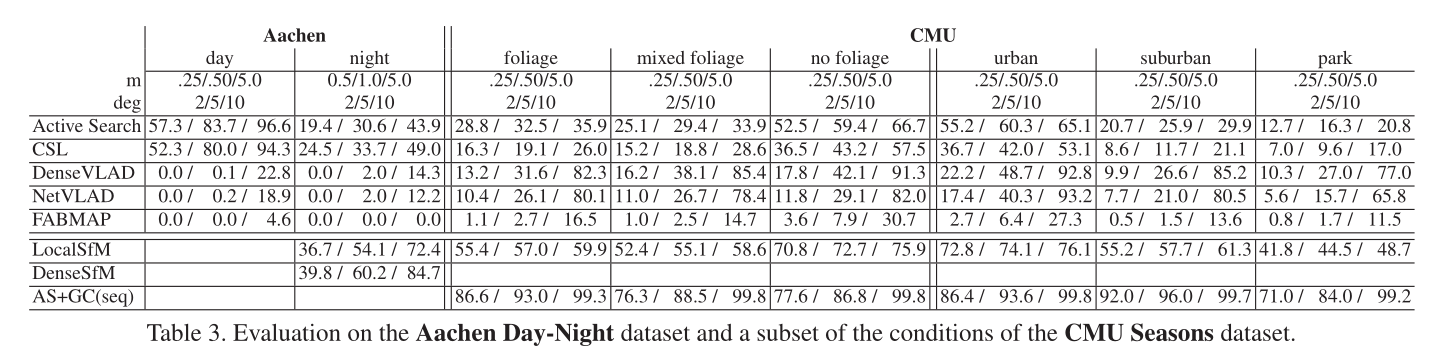 Aachen CMU
day night foliage mixed foliage no foliage urban suburban park
m .25/.50/5.0 0.5/1.0/5.0 .25/.50/5.0 .25/.50/5.0 .25/.50/5.0 .25/.50/5.0 .25/.50/5.0 .25/.50/5.0
deg 2/5/10 2/5/10 2/5/10 2/5/10 2/5/10 2/5/10 2/5/10 2/5/10
Active Search 57.3 / 83.7 / 96.6 19.4 / 30.6 / 43.9 28.8 / 32.5 / 35.9 25.1 / 29.4 / 33.9 52.5 / 59.4 / 66.7 55.2 / 60.3 / 65.1 20.7 / 25.9 / 29.9 12.7 / 16.3 / 20.8
CSL 52.3 / 80.0 / 94.3 24.5 / 33.7 / 49.0 16.3 / 19.1 / 26.0 15.2 / 18.8 / 28.6 36.5 / 43.2 / 57.5 36.7 / 42.0 / 53.1 8.6 / 11.7 / 21.1 7.0 / 9.6 / 17.0
DenseVLAD 0.0 / 0.1 / 22.8 0.0 / 2.0 / 14.3 13.2 / 31.6 / 82.3 16.2 / 38.1 / 85.4 17.8 / 42.1 / 91.3 22.2 / 48.7 / 92.8 9.9 / 26.6 / 85.2 10.3 / 27.0 / 77.0
NetVLAD 0.0 / 0.2 / 18.9 0.0 / 2.0 / 12.2 10.4 / 26.1 / 80.1 11.0 / 26.7 / 78.4 11.8 / 29.1 / 82.0 17.4 / 40.3 / 93.2 7.7 / 21.0 / 80.5 5.6 / 15.7 / 65.8
FABMAP 0.0 / 0.0 / 4.6 0.0 / 0.0 / 0.0 1.1 / 2.7 / 16.5 1.0 / 2.5 / 14.7 3.6 / 7.9 / 30.7 2.7 / 6.4 / 27.3 0.5 / 1.5 / 13.6 0.8 / 1.7 / 11.5
LocalSfM 36.7 / 54.1 / 72.4 55.4 / 57.0 / 59.9 52.4 / 55.1 / 58.6 70.8 / 72.7 / 75.9 72.8 / 74.1 / 76.1 55.2 / 57.7 / 61.3 41.8 / 44.5 / 48.7
DenseSfM 39.8 / 60.2 / 84.7
AS+GC(seq) 86.6 / 93.0 / 99.3 76.3 / 88.5 / 99.8 77.6 / 86.8 / 99.8 86.4 / 93.6 / 99.8 92.0 / 96.0 / 99.7 71.0 / 84.0 / 99.2
Table 3. Evaluation on the Aachen Day-Night dataset and a subset of the conditions of the CMU Seasons dataset.